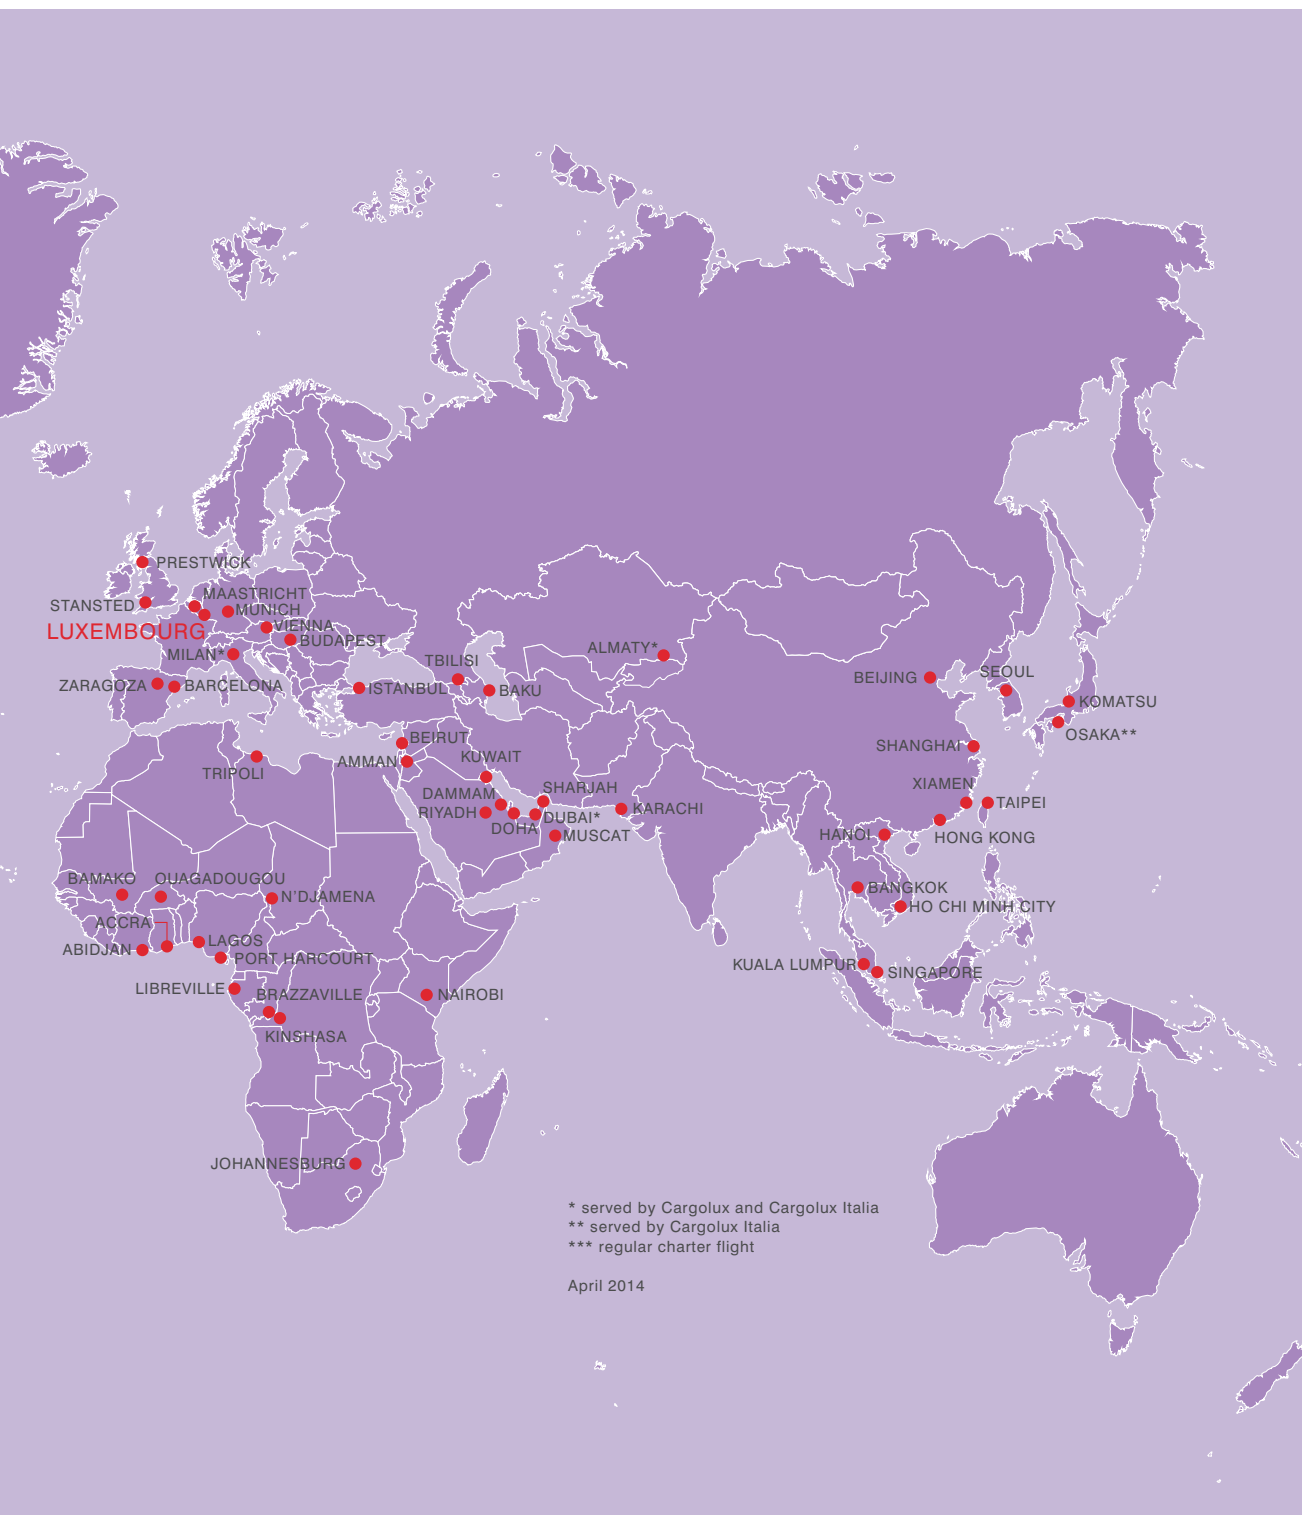 PRESTWICK
MAASTRICHT
STANSTED
MUNICH
VIENNA
LUXEMBOURG
BUDAPEST
MILAN*
ALMATY*
TBILISI
SEOUL
BEIJING
ZARAGOZA
BARCELONA
ISTANBUL
BAKU
KOMATSU
OSAKA**
BEIRUT
SHANGHAI
KUWAIT
AMMAN
TRIPOLI
XIAMEN
SHARJAH
DAMMAM
TAIPEI
KARACHI
RIYADH
DUBAI*
DOHA
MUSCAT
HANOI
HONG KONG
BAMAKO
OUAGADOUGOU
BANGKOK
N'DJAMENA
HO CHI MINH CITY
ACCRA
LAGOS
ABIDJAN
PORT HARCOURT
KUALA LUMPUR
SINGAPORE
LIBREVILLE
BRAZZAVILLE
NAIROBI
KINSHASA
JOHANNESBURG
* served by Cargolux and Cargolux Italia
** served by Cargolux Italia
*** regular charter flight
April 2014